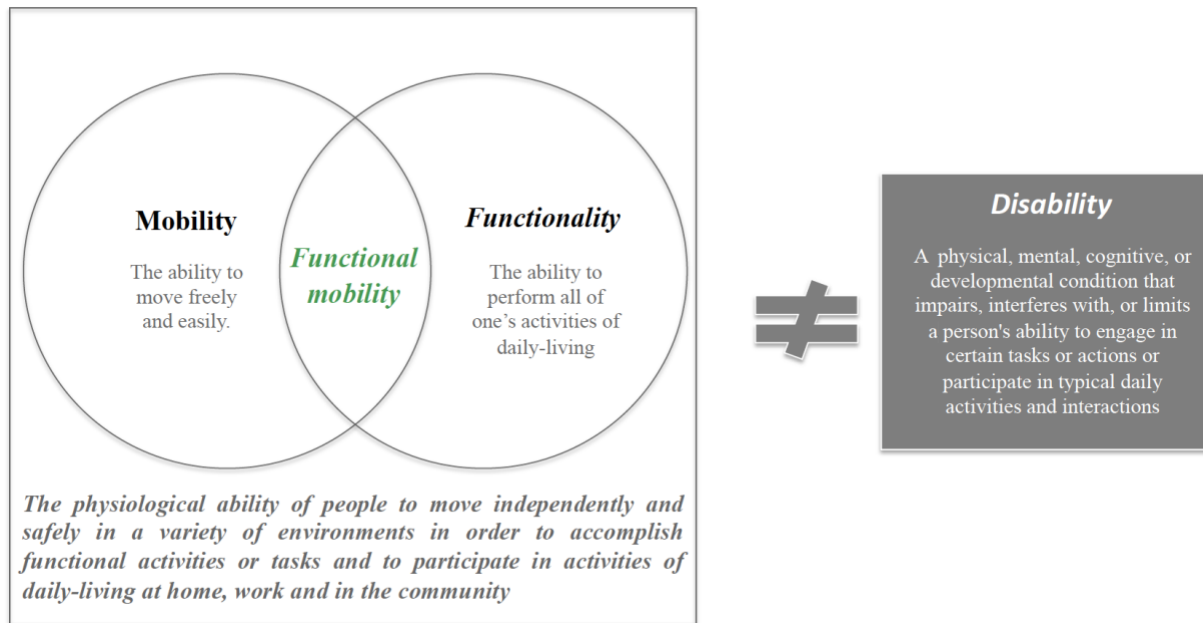 Mobility
The ability to
move freely
and easily.
Functional
mobility
Functionality
The ability to
perform all of
one’s activities of
daily-living
The physiological ability of people to move independently and
safely in a variety of environments in order to accomplish
functional activities or tasks and to participate in activities of
daily-living at home, work and in the community
≠
Disability
A physical, mental, cognitive, or
developmental condition that
impairs, interferes with, or limits
a person's ability to engage in
certain tasks or actions or
participate in typical daily
activities and interactions